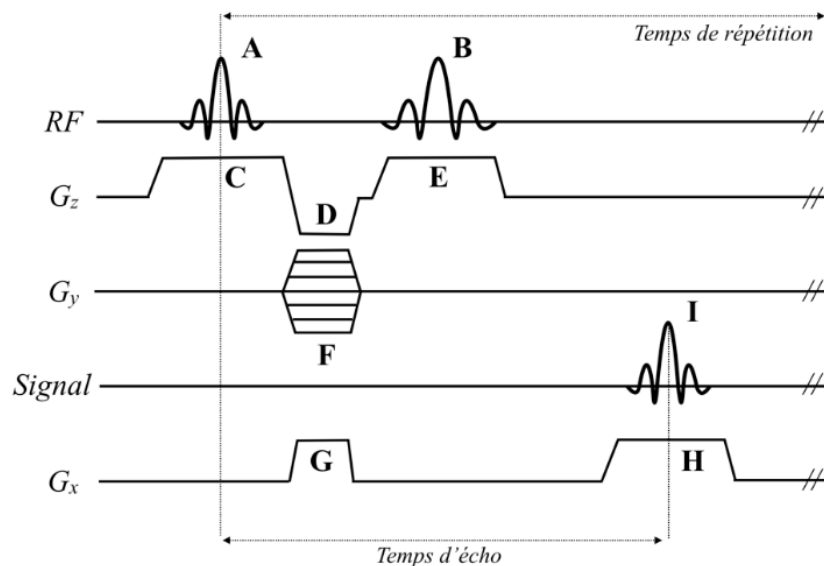 A
B
Temps de répétition
RF
C
E
Gz
D
Gy
F
I
Signal
G
H
Gx
Temps d'écho